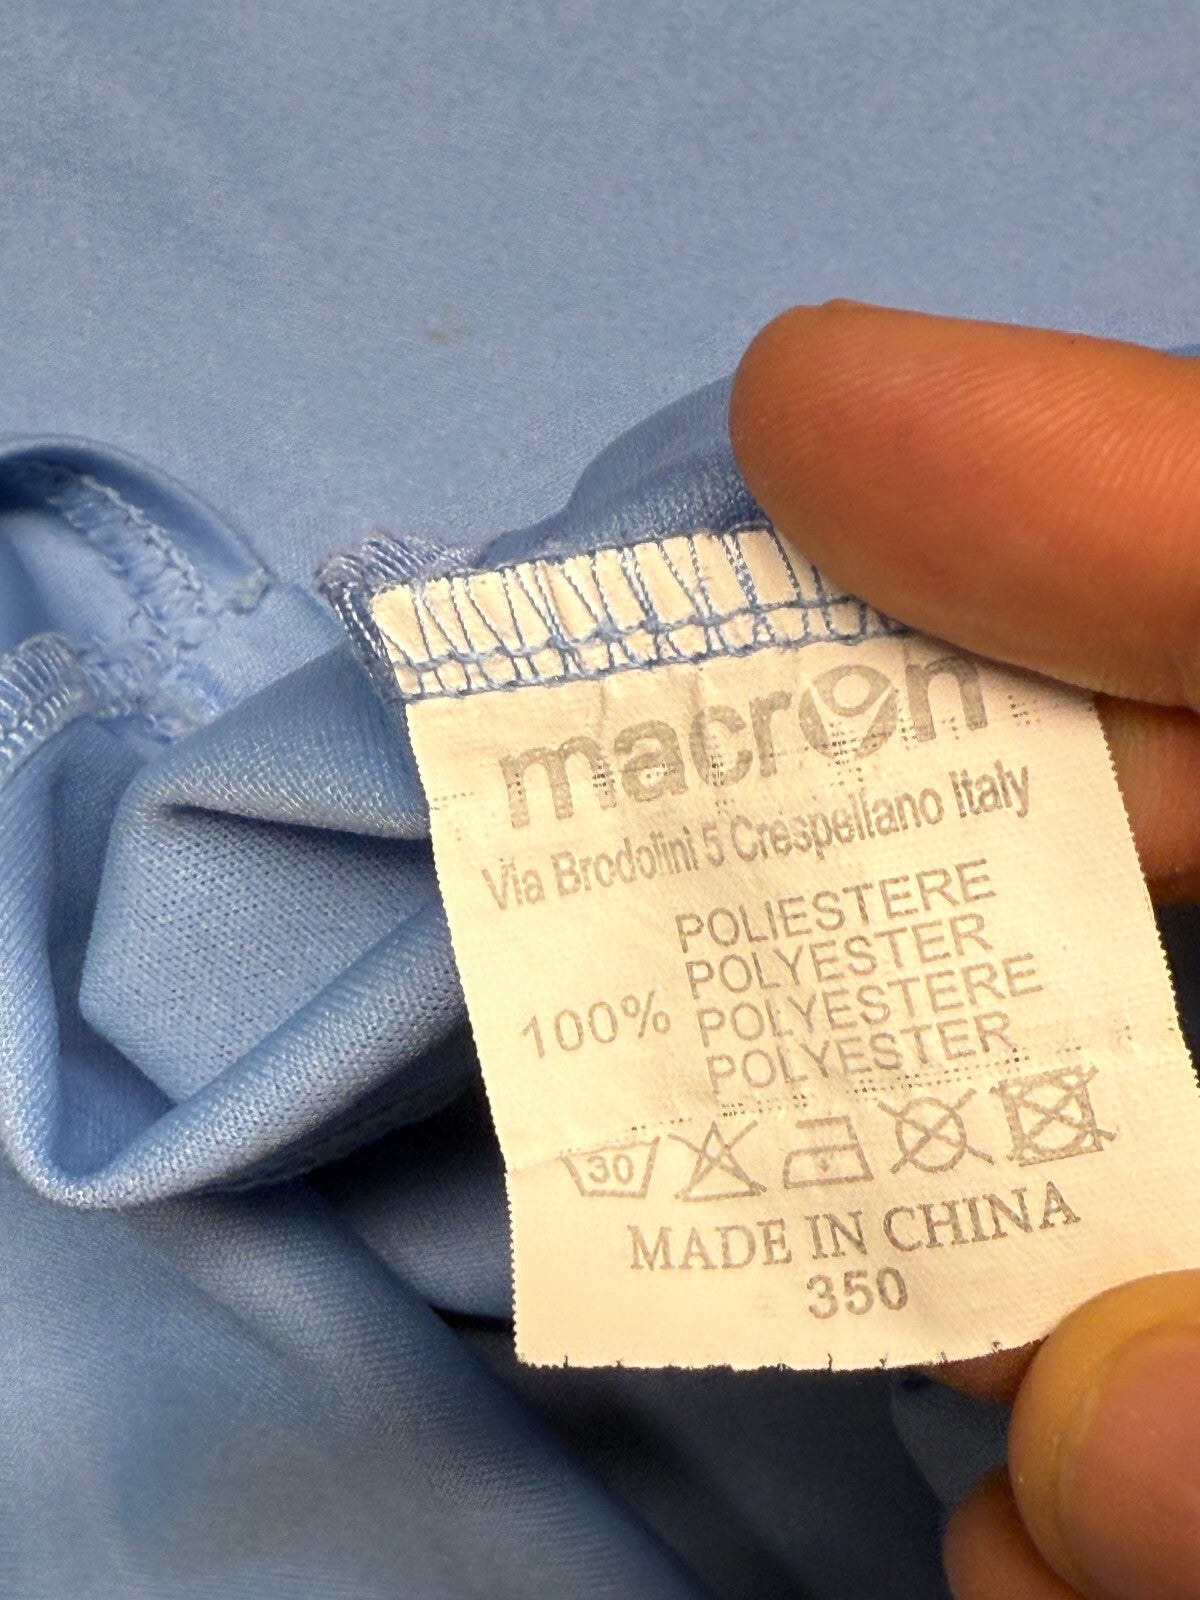 macron
Via Brodolini 5 Crespellano Italy
POLIESTERE
POLYESTER
100% POLYESTERE
POLYESTER
30
MADE IN CHINA
350